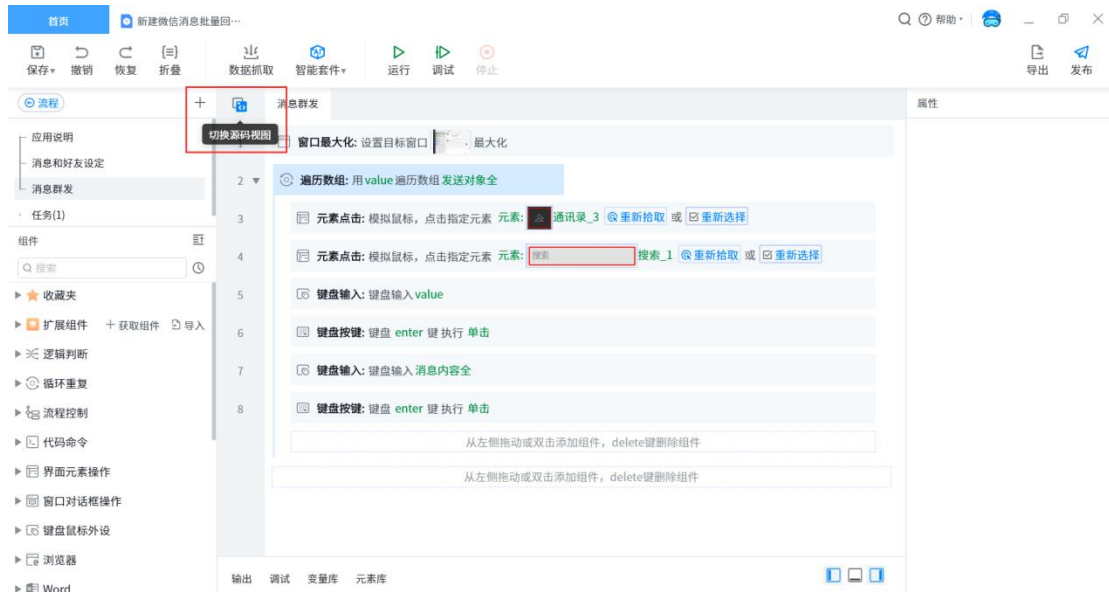 首页 新建微信消息批量回… 帮助
保存 撤销 恢复 折叠 数据抓取 智能套件 运行 调试 停止 导出 发布
流程 消息群发 属性
切换源码视图
应用说明
消息和好友设定
消息群发
任务(1)
组件
搜索
收藏夹
扩展组件 +获取组件 导入
逻辑判断
循环重复
流程控制
代码命令
界面元素操作
窗口对话框操作
键盘鼠标外设
浏览器
Word
窗口最大化: 设置目标窗口 最大化
2 遍历数组: 用 value 遍历数组 发送对象全
3 元素点击: 模拟鼠标，点击指定元素 元素: 通讯录_3 重新拾取 或 重新选择
4 元素点击: 模拟鼠标，点击指定元素 元素: 搜索 搜索_1 重新拾取 或 重新选择
5 键盘输入: 键盘输入 value
6 键盘按键: 键盘 enter 键 执行 单击
7 键盘输入: 键盘输入 消息内容全
8 键盘按键: 键盘 enter 键 执行 单击
从左侧拖动或双击添加组件，delete键删除组件
从左侧拖动或双击添加组件，delete键删除组件
输出 调试 变量库 元素库